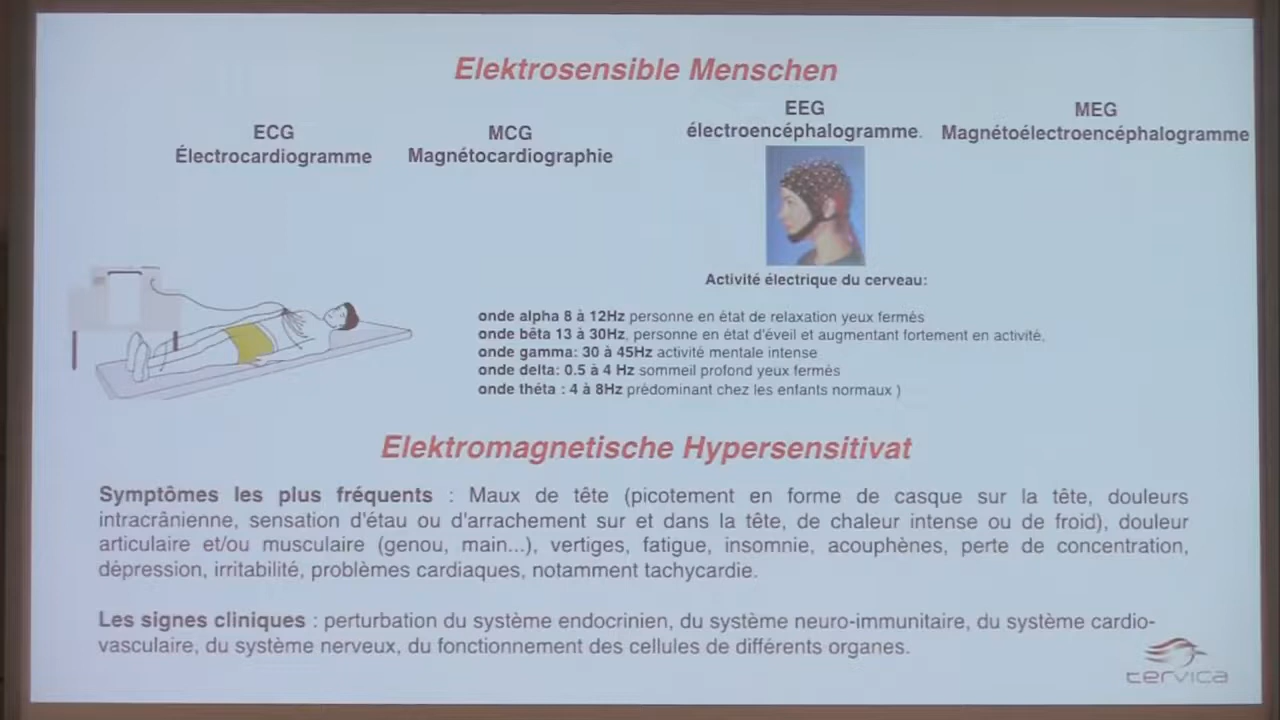 Elektrosensible Menschen
ECG
Électrocardiogramme
MCG
Magnétocardiographie
EEG
électroencéphalogramme.
MEG
Magnétoélectroencéphalogramme
Activité électrique du cerveau:
onde alpha 8 à 12Hz personne en état de relaxation yeux fermés
onde bêta 13 à 30Hz, personne en état d'éveil et augmentant fortement en activité.
onde gamma: 30 à 45Hz activité mentale intense
onde delta: 0.5 à 4 Hz sommeil profond yeux fermés
onde théta : 4 à 8Hz prédominant chez les enfants normaux )
Elektromagnetische Hypersensitivat
Symptômes les plus fréquents : Maux de tête (picotement en forme de casque sur la tête, douleurs
intracrânienne, sensation d'étau ou d'arrachement sur et dans la tête, de chaleur intense ou de froid), douleur
articulaire et/ou musculaire (genou, main...), vertiges, fatigue, insomnie, acouphènes, perte de concentration,
dépression, irritabilité, problèmes cardiaques, notamment tachycardie.
Les signes cliniques : perturbation du système endocrinien, du système neuro-immunitaire, du système cardio-
vasculaire, du système nerveux, du fonctionnement des cellules de différents organes.
tervica